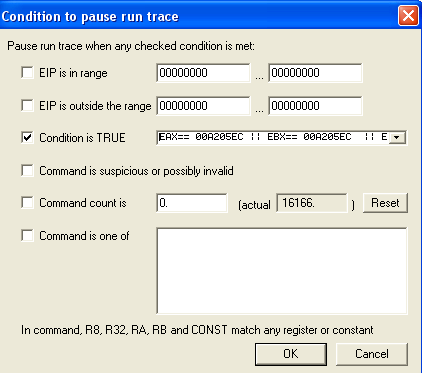 Condition to pause run trace
Pause run trace when any checked condition is met:
EIP is in range 00000000 ... 00000000
EIP is outside the range 00000000 ... 00000000
Condition is TRUE EAX== 00A205EC || EBX== 00A205EC || E
Command is suspicious or possibly invalid
Command count is 0. (actual 16166. ) Reset
Command is one of
In command, R8, R32, RA, RB and CONST match any register or constant
OK Cancel